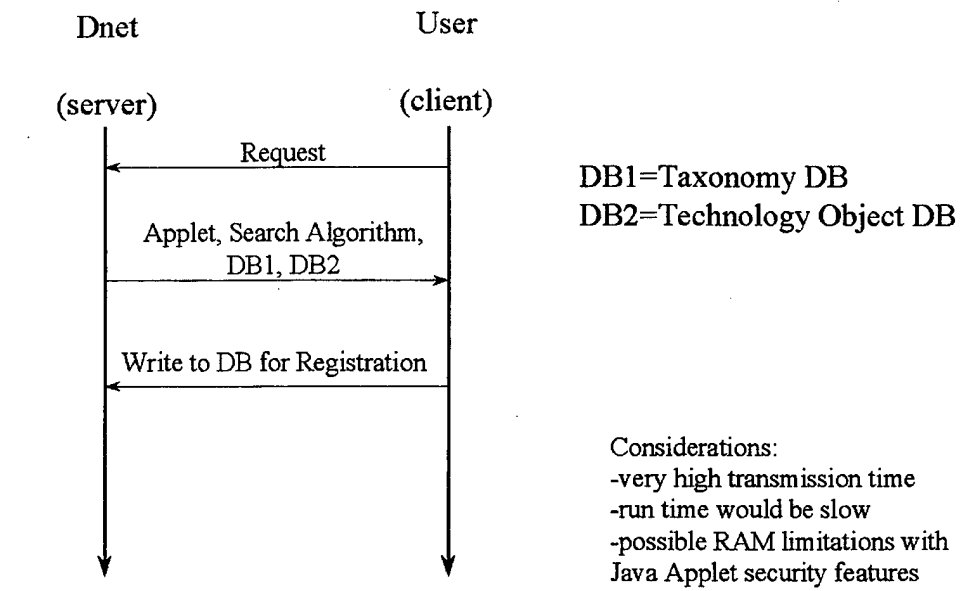 Dnet
User
(server)
(client)
Request
DB1=Taxonomy DB
DB2=Technology Object DB
Applet, Search Algorithm,
DB1, DB2
Write to DB for Registration
Considerations:
-very high transmission time
-run time would be slow
-possible RAM limitations with
Java Applet security features